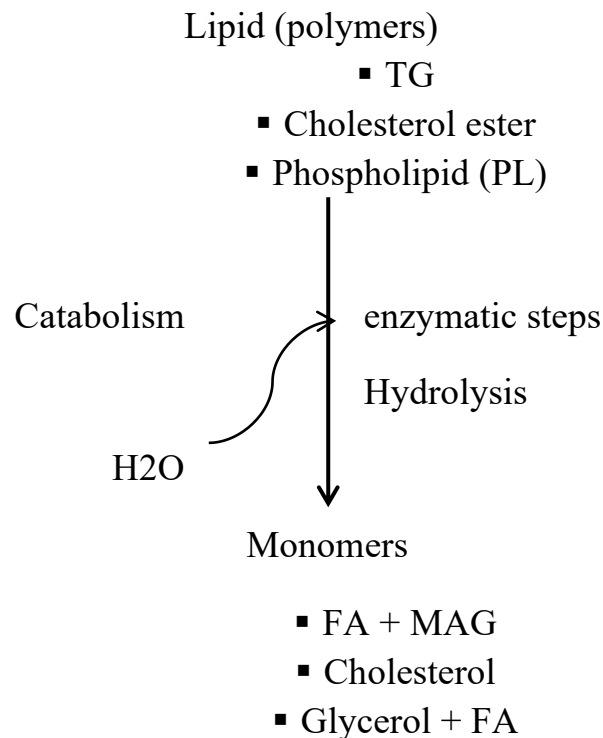 Lipid (polymers)
▪ TG
▪ Cholesterol ester
▪ Phospholipid (PL)
Catabolism
enzymatic steps
Hydrolysis
H2O
Monomers
▪ FA + MAG
▪ Cholesterol
▪ Glycerol + FA